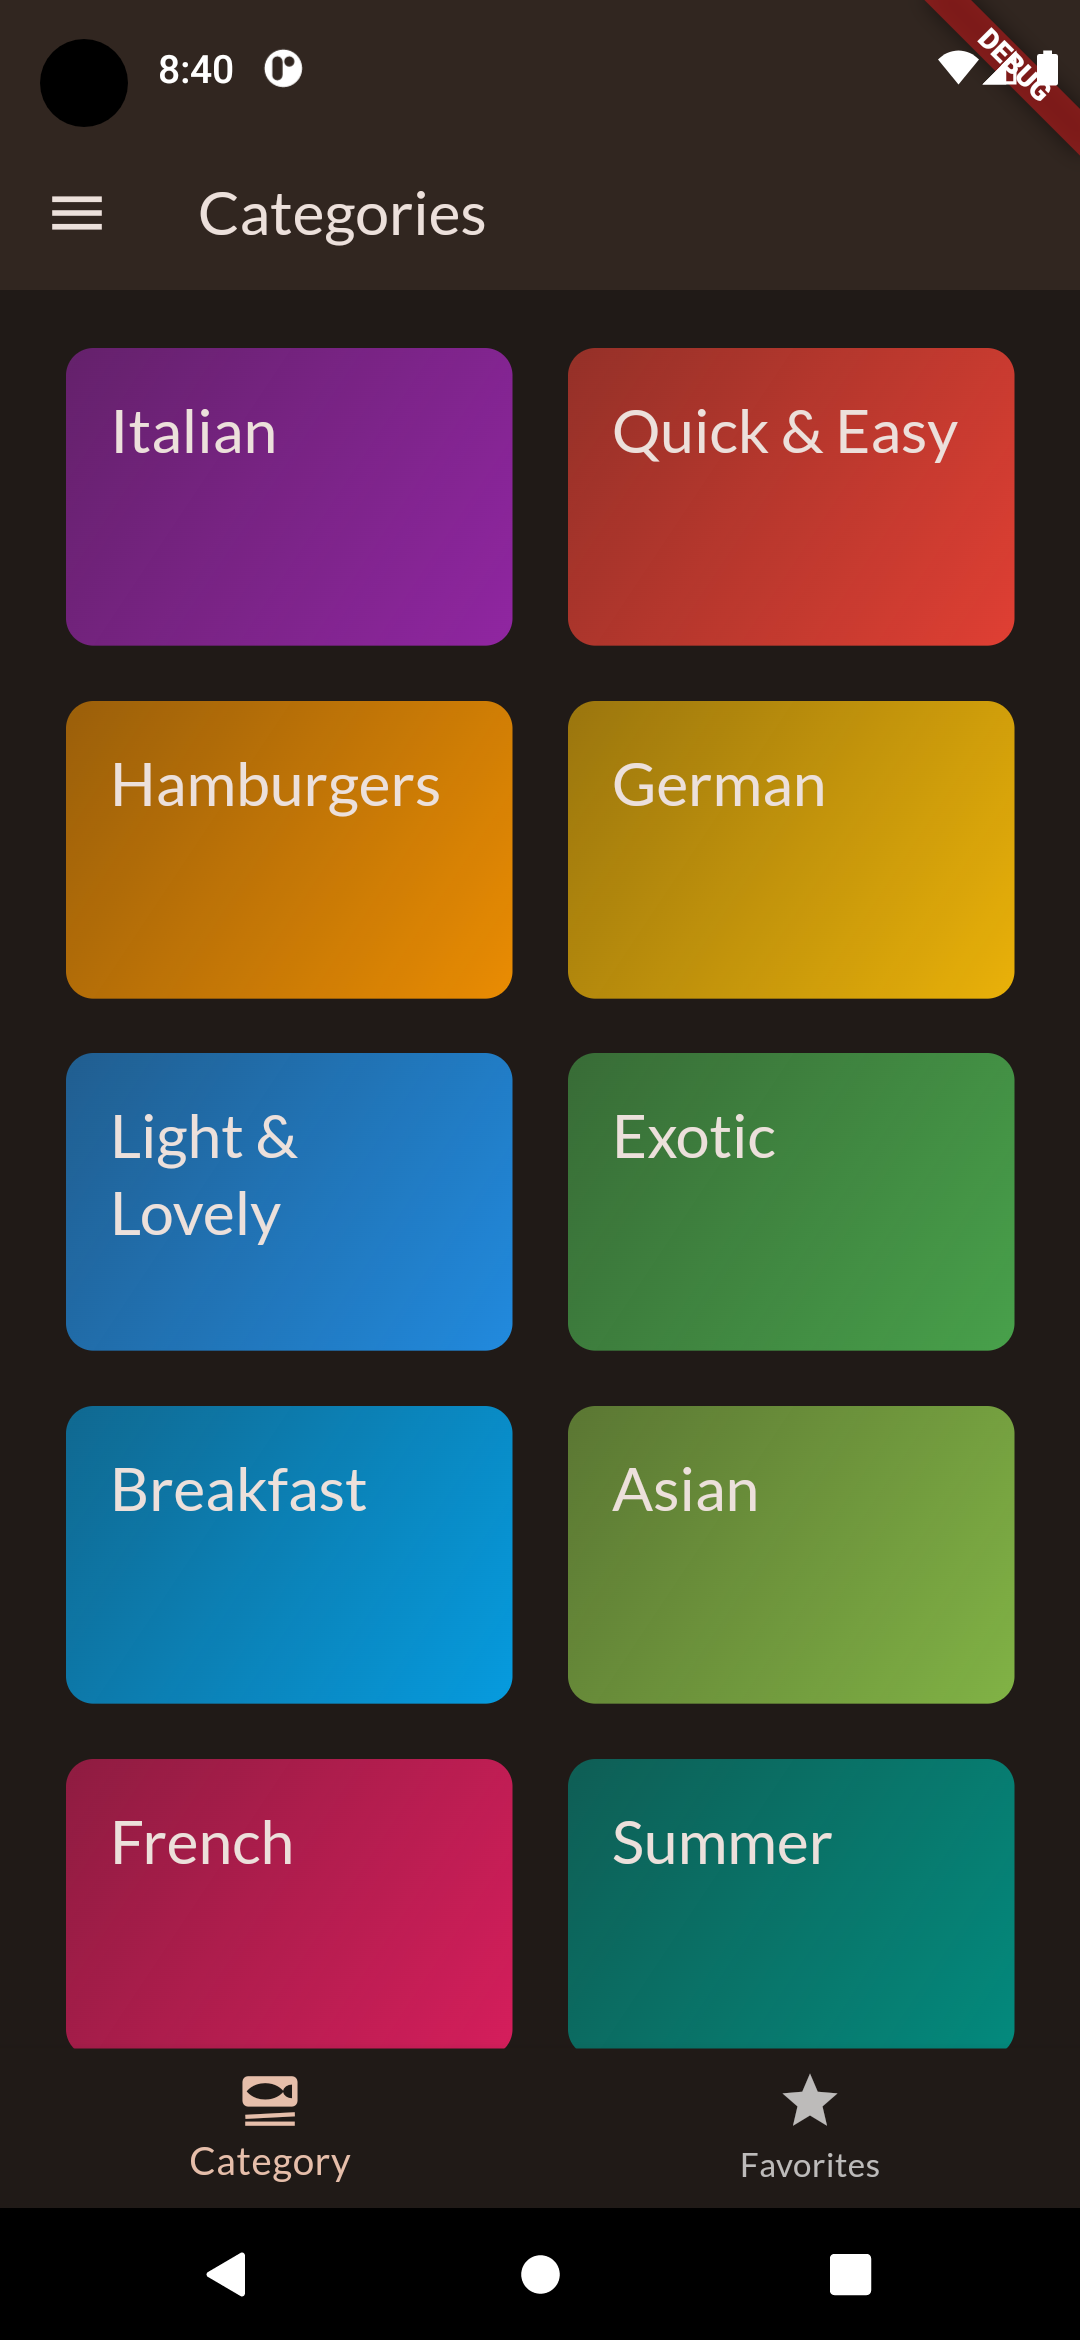 8:40
DEBUG
Categories
Italian
Quick & Easy
Hamburgers
German
Light &
Lovely
Exotic
Breakfast
Asian
French
Summer
Category
Favorites